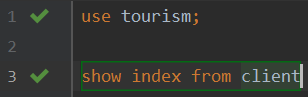 1 use tourism;
2
3 show index from client